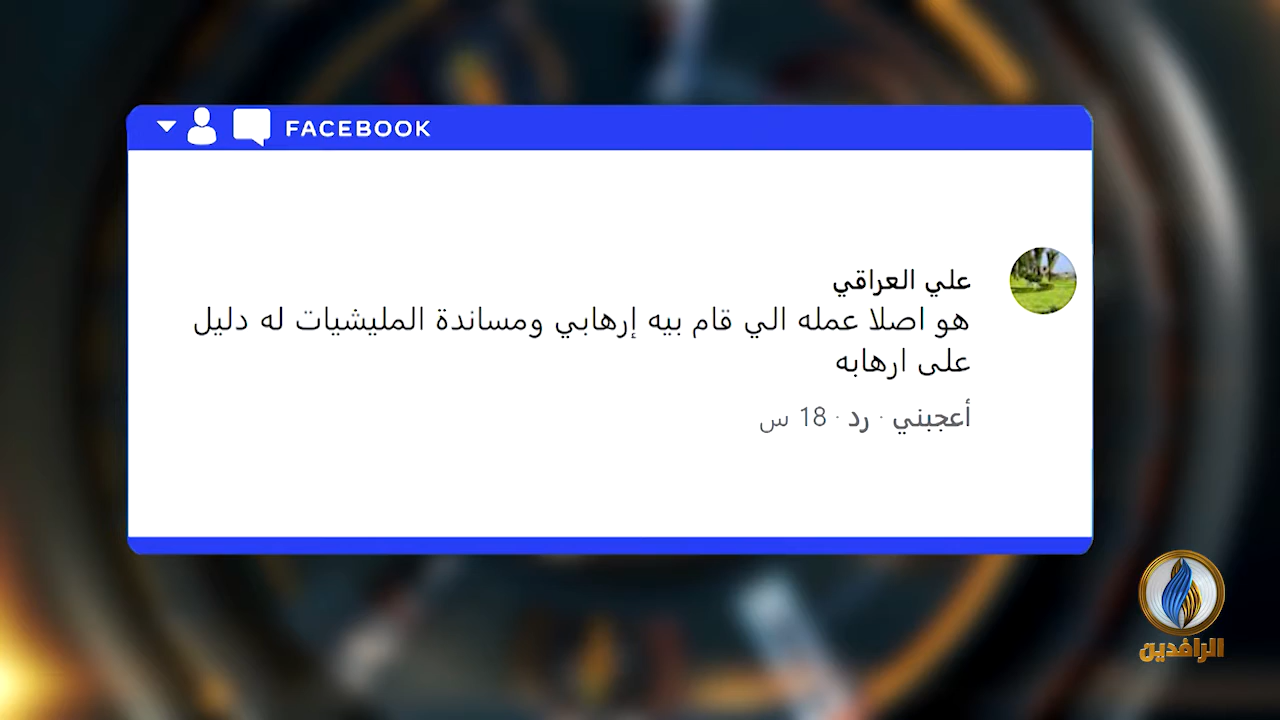 FACEBOOK
علي العراقي
هو اصلا عمله الي قام بيه إرهابي ومساندة المليشيات له دليل
على ارهابه
أعجبني · رد · 18 س
الرافدين